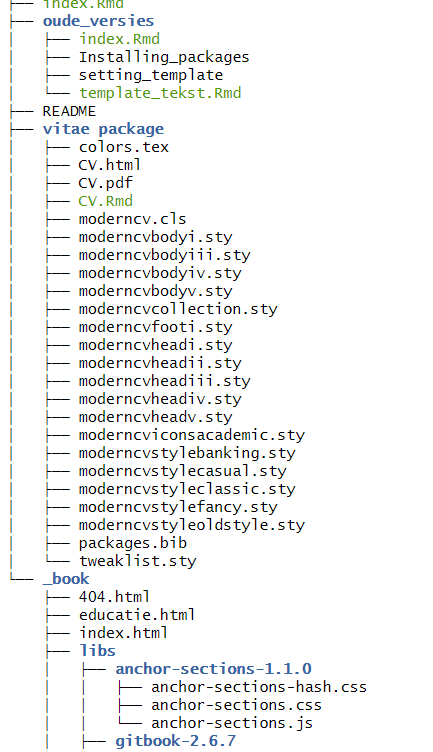 ├── index.Rmd
├── oude_versies
│   ├── index.Rmd
│   ├── Installing_packages
│   ├── setting_template
│   └── template_tekst.Rmd
├── README
├── vitae package
│   ├── colors.tex
│   ├── CV.html
│   ├── CV.pdf
│   ├── CV.Rmd
│   ├── moderncv.cls
│   ├── moderncvbodyi.sty
│   ├── moderncvbodyiii.sty
│   ├── moderncvbodyiv.sty
│   ├── moderncvbodyv.sty
│   ├── moderncvcollection.sty
│   ├── moderncvfooti.sty
│   ├── moderncvheadi.sty
│   ├── moderncvheadii.sty
│   ├── moderncvheadiii.sty
│   ├── moderncvheadiv.sty
│   ├── moderncvheadv.sty
│   ├── moderncviconsacademic.sty
│   ├── moderncvstylebanking.sty
│   ├── moderncvstylecasual.sty
│   ├── moderncvstyleclassic.sty
│   ├── moderncvstylefancy.sty
│   ├── moderncvstyleoldstyle.sty
│   ├── packages.bib
│   └── tweaklist.sty
└── _book
    ├── 404.html
    ├── educatie.html
    ├── index.html
    ├── libs
    │   ├── anchor-sections-1.1.0
    │   │   ├── anchor-sections-hash.css
    │   │   ├── anchor-sections.css
    │   │   └── anchor-sections.js
    │   ├── gitbook-2.6.7